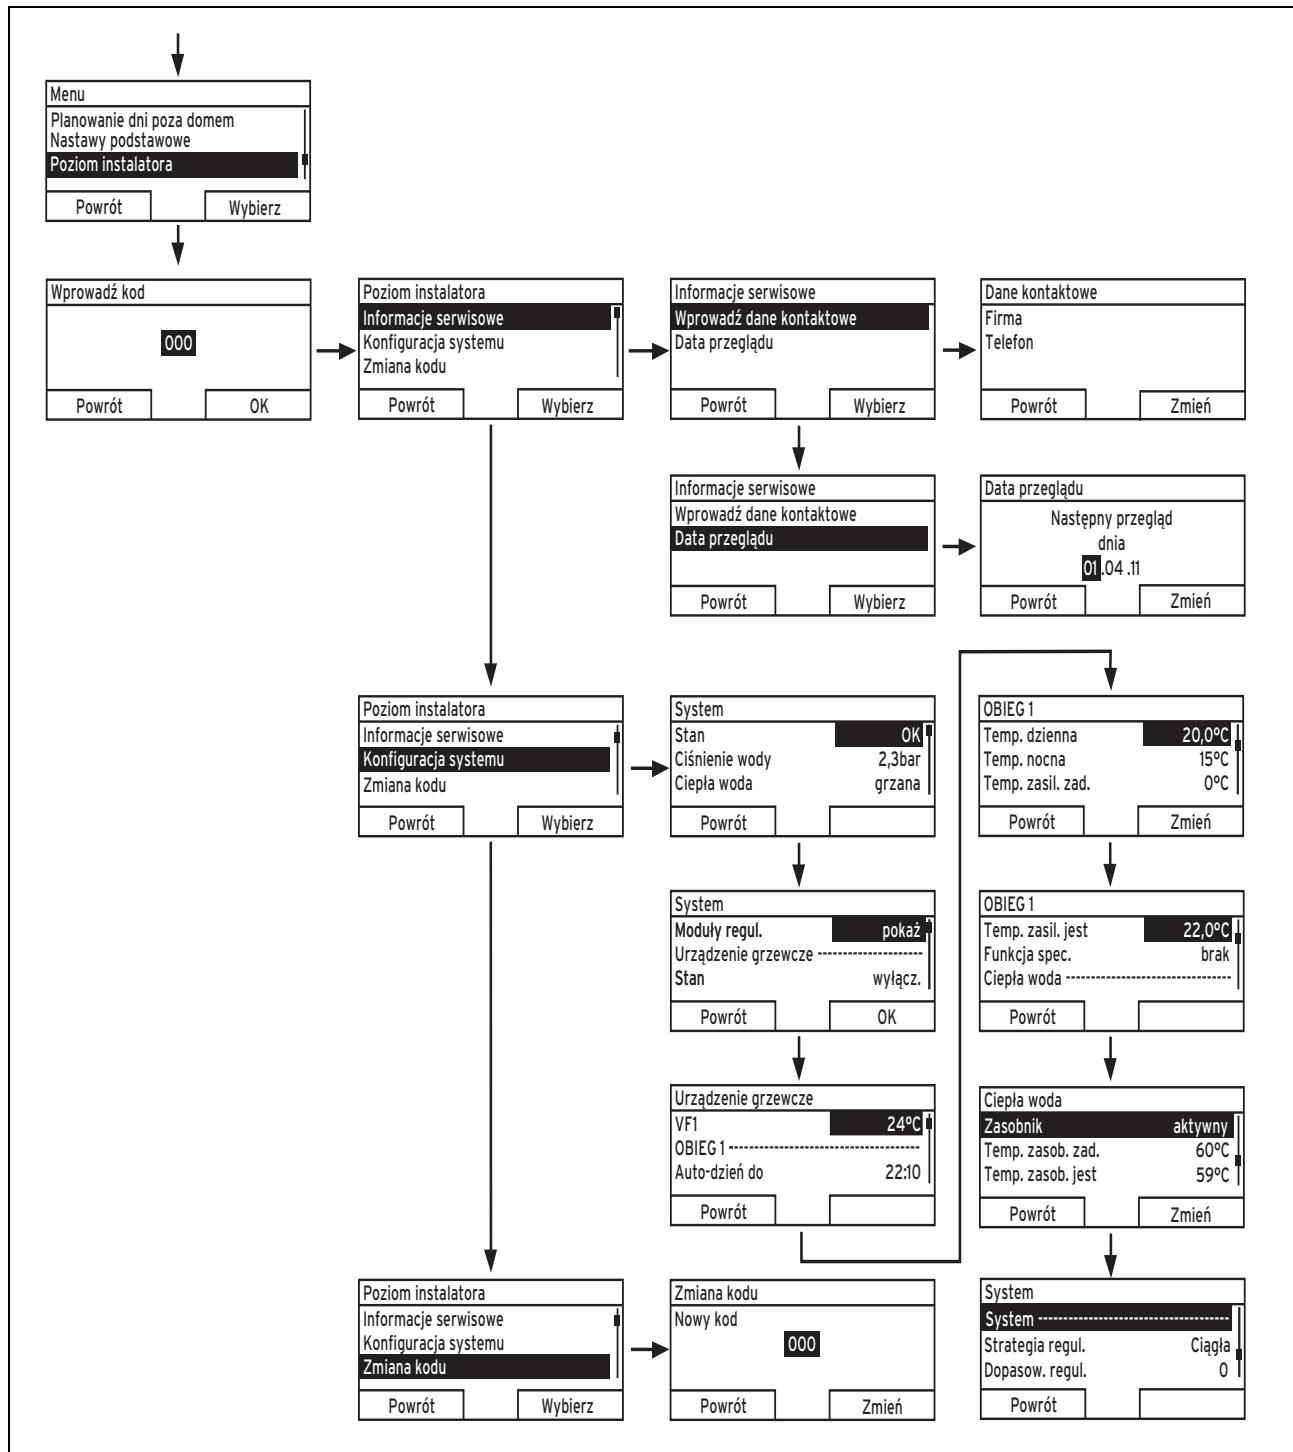 Menu
Planowanie dni poza domem
Nastawy podstawowe
Poziom instalatora
Powrót Wybierz
Wprowadź kod
000
Powrót OK
Poziom instalatora
Informacje serwisowe
Konfiguracja systemu
Zmiana kodu
Powrót Wybierz
Informacje serwisowe
Wprowadź dane kontaktowe
Data przeglądu
Powrót Wybierz
Dane kontaktowe
Firma
Telefon
Powrót Zmień
Informacje serwisowe
Wprowadź dane kontaktowe
Data przeglądu
Powrót Wybierz
Data przeglądu
Następny przegląd
dnia
01.04 .11
Powrót Zmień
Poziom instalatora
Informacje serwisowe
Konfiguracja systemu
Zmiana kodu
Powrót Wybierz
System
Stan OK
Ciśnienie wody 2,3bar
Ciepła woda grzana
Powrót
System
Moduły regul. pokaż
Urządzenie grzewcze ----------------------
Stan wyłącz.
Powrót OK
Urządzenie grzewcze
VF1 24°C
OBIEG 1 ----------------------------------------
Auto-dzień do 22:10
Powrót
OBIEG 1
Temp. dzienna 20,0°C
Temp. nocna 15°C
Temp. zasil. zad. 0°C
Powrót Zmień
OBIEG 1
Temp. zasil. jest 22,0°C
Funkcja spec. brak
Ciepła woda ----------------------------------
Powrót
Ciepła woda
Zasobnik aktywny
Temp. zasob. zad. 60°C
Temp. zasob. jest 59°C
Powrót Zmień
System
System ----------------------------------------
Strategia regul. Ciągła
Dopasow. regul. 0
Powrót
Poziom instalatora
Informacje serwisowe
Konfiguracja systemu
Zmiana kodu
Powrót Wybierz
Zmiana kodu
Nowy kod
000
Powrót Zmień